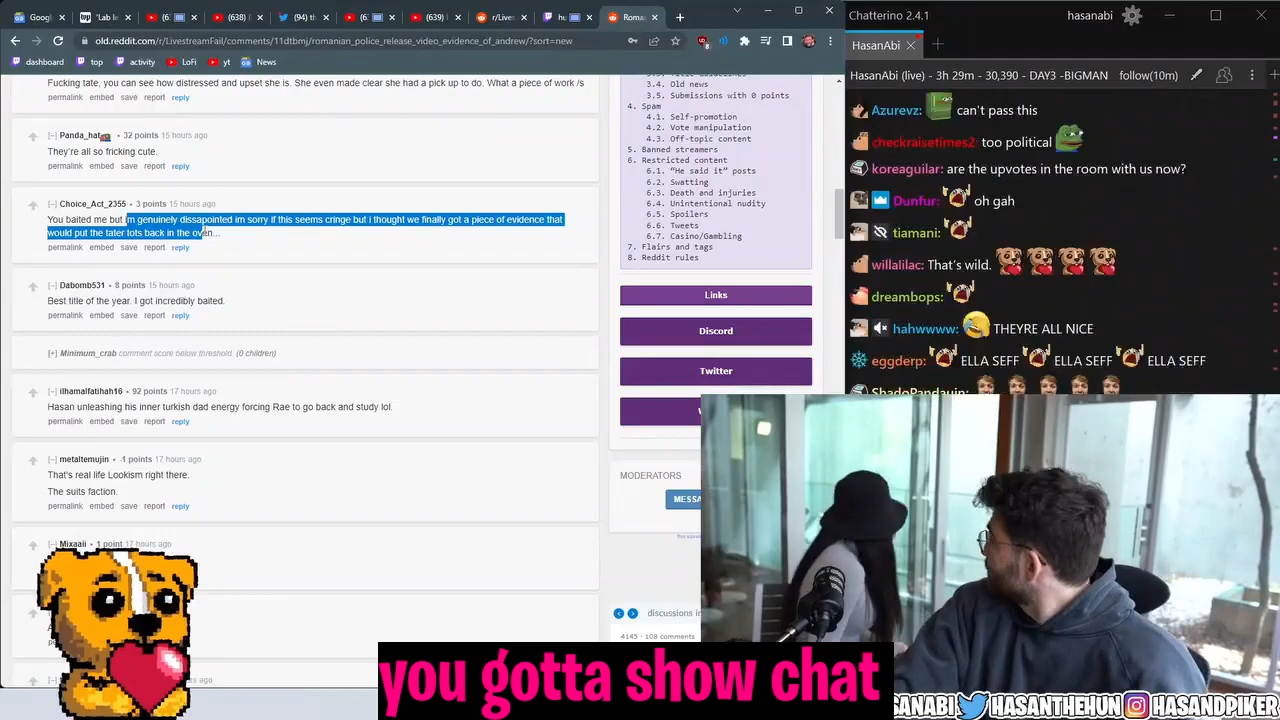 Google
"Lab le
(638)
(94) th
(639)
r/Lives
hu
Roma
old.reddit.com/r/LivestreamFail/comments/11dtbmj/romanian_police_release_video_evidence_of_andrew/?sort=new
8
dashboard
top
activity
LoFi
yt
News
Fucking tate, you can see how distressed and upset she is. She even made clear she had a pick up to do. What a piece of work /s
permalink embed save report reply
[–] Panda_hat • 32 points 15 hours ago
They're all so fricking cute.
permalink embed save report reply
[–] Choice_Act_2355 • 3 points 15 hours ago
You baited me but im genuinely dissapointed im sorry if this seems cringe but i thought we finally got a piece of evidence that
would put the tater tots back in the oven...
permalink embed save report reply
[–] Dabomb531 • 8 points 15 hours ago
Best title of the year. I got incredibly baited.
permalink embed save report reply
[+] Minimum_crab comment score below threshold (0 children)
[–] ilhamalfatihah16 • 92 points 17 hours ago
Hasan unleashing his inner turkish dad energy forcing Rae to go back and study lol.
permalink embed save report reply
[–] metaltemujin • -1 points 17 hours ago
That's real life Lookism right there.
The suits faction.
permalink embed save report reply
[–] Mixaaii • 1 point 17 hours ago
s ago
3.4. Old news
3.5. Submissions with 0 points
4. Spam
4.1. Self-promotion
4.2. Vote manipulation
4.3. Off-topic content
5. Banned streamers
6. Restricted content
6.1. “He said it” posts
6.2. Swatting
6.3. Death and injuries
6.4. Unintentional nudity
6.5. Spoilers
6.6. Tweets
6.7. Casino/Gambling
7. Flairs and tags
8. Reddit rules
Links
Discord
Twitter
MODERATORS
MESSA
discussions in
4145 · 108 comments
Chatterino 2.4.1
hasanabi
HasanAbi
HasanAbi (live) - 3h 29m - 30,390 - DAY3 -BIGMAN follow(10m)
Azurevz: can't pass this
checkraisetimes2: too political
koreaguilar: are the upvotes in the room with us now?
Dunfur: oh gah
tiamani:
willalilac: That's wild.
dreambops:
hahwwww: THEYRE ALL NICE
eggderp: ELLA SEFF ELLA SEFF ELLA SEFF
ShadoPandauin:
you gotta show chat
SANABI HASANTHEHUN HASANDPIKER